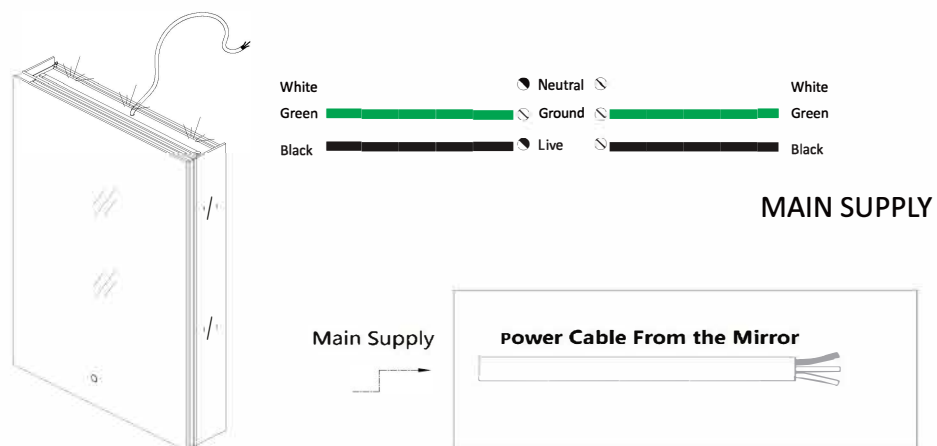 White Neutral White
Green Ground Green
Black Live Black
MAIN SUPPLY
Main Supply
Power Cable From the Mirror